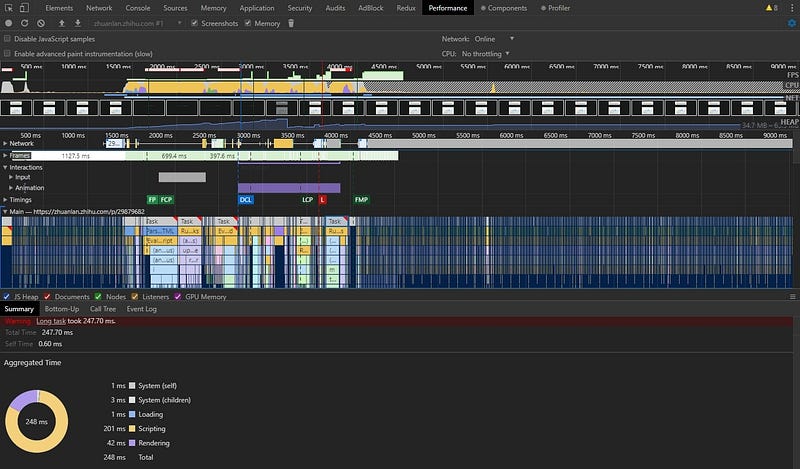 Elements Console Sources Memory Application Security Audits AdBlock Redux Performance Components Profiler 8
zhuanlan.zhihu.com #1 Screenshots Memory
Disable JavaScript samples Network: Online
Enable advanced paint instrumentation (slow) CPU: No throttling
500 ms 1000 ms 1500 ms 2000 ms 2500 ms 3000 ms 3500 ms 4000 ms 4500 ms 5000 ms 5500 ms 6000 ms 6500 ms 7000 ms 7500 ms 8000 ms 8500 ms 9000 ms
FPS
CPU
NET
HEAP
500 ms 1000 ms 1500 ms 2000 ms 2500 ms 3000 ms 3500 ms 4000 ms 4500 ms 5000 ms 5500 ms 6000 ms 6500 ms 7000 ms 7500 ms 8000 ms 8500 ms 9000 ms
Network
Frames 1127.5 ms 699.4 ms 397.6 ms
Interactions
Input
Animation
Timings FP FCP DCL LCP L FMP
Main — https://zhuanlan.zhihu.com/p/29879682
Task Task Task T... Task
Pars...TML Ru...ks Ru...s
Eval...ript (a...s) Ev...d (...
(an...us) up...e R...
(an...us) r...r
JS Heap Documents Nodes Listeners GPU Memory
Summary Bottom-Up Call Tree Event Log
Warning Long task took 247.70 ms.
Total Time 247.70 ms
Self Time 0.60 ms
Aggregated Time
248 ms
1 ms System (self)
3 ms System (children)
1 ms Loading
201 ms Scripting
42 ms Rendering
248 ms Total